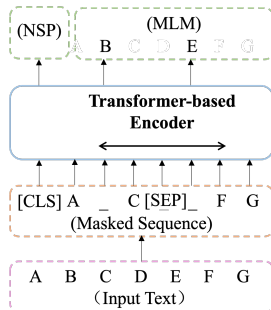 (NSP)
(MLM)
A B C D E F G
Transformer-based
Encoder
[CLS] A _ C [SEP] _ F G
(Masked Sequence)
A B C D E F G
（Input Text）